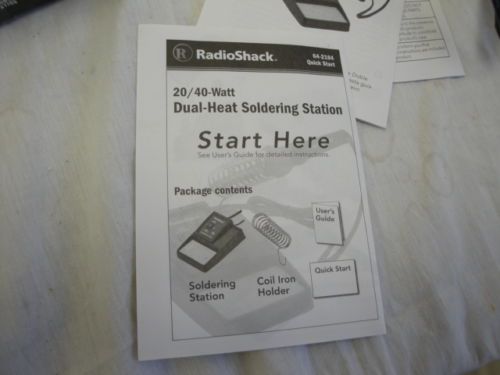 RadioShack.
64-2184
Quick Start
20/40-Watt
Dual-Heat Soldering Station
Start Here
See User's Guide for detailed instructions.
Package contents
User's
Guide
Soldering
Station
Coil Iron
Holder
Quick Start